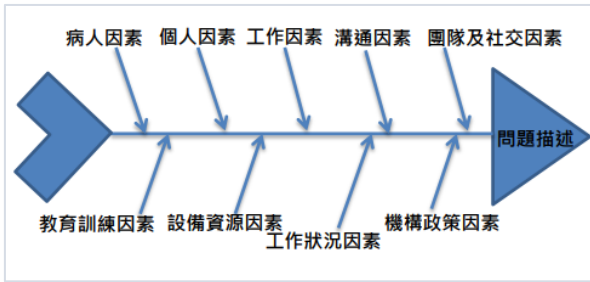 病人因素
個人因素
工作因素
溝通因素
團隊及社交因素
問題描述
教育訓練因素
設備資源因素
工作狀況因素
機構政策因素